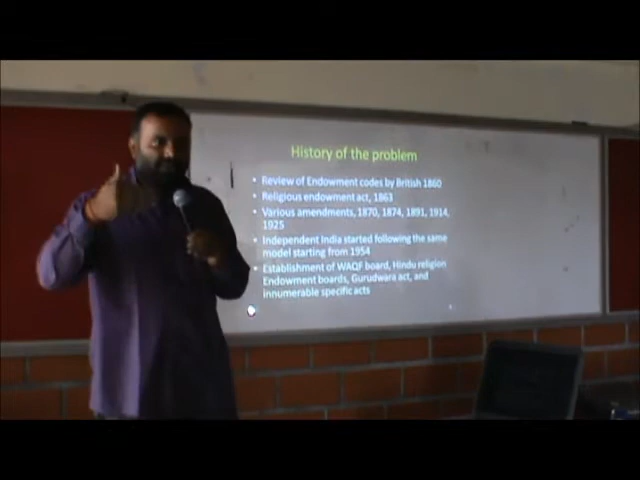 History of the problem
• Review of Endowment codes by British 1860
• Religious endowment act, 1863
• Various amendments, 1870, 1874, 1891, 1914,
1925
• Independent India started following the same
model starting from 1954
• Establishment of WAQF board, Hindu religion
Endowment boards, Gurudwara act, and
innumerable specific acts